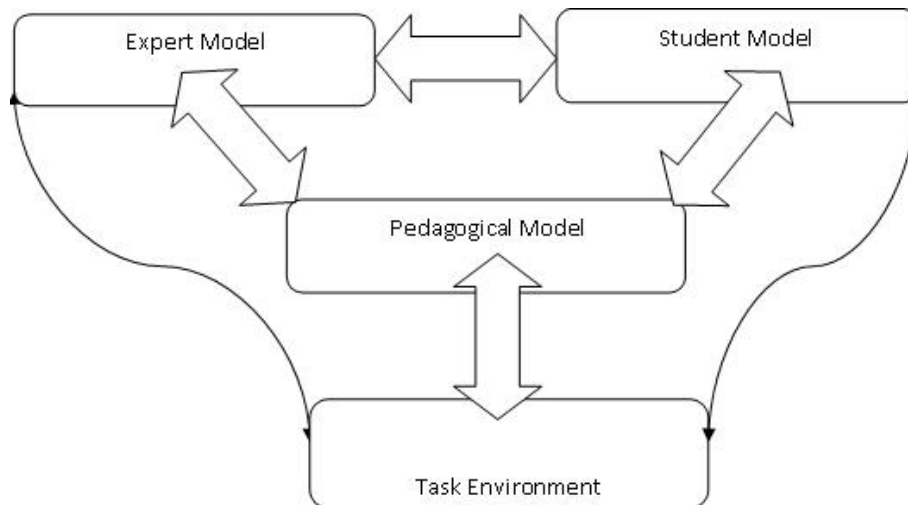 Expert Model
Student Model
Pedagogical Model
Task Environment